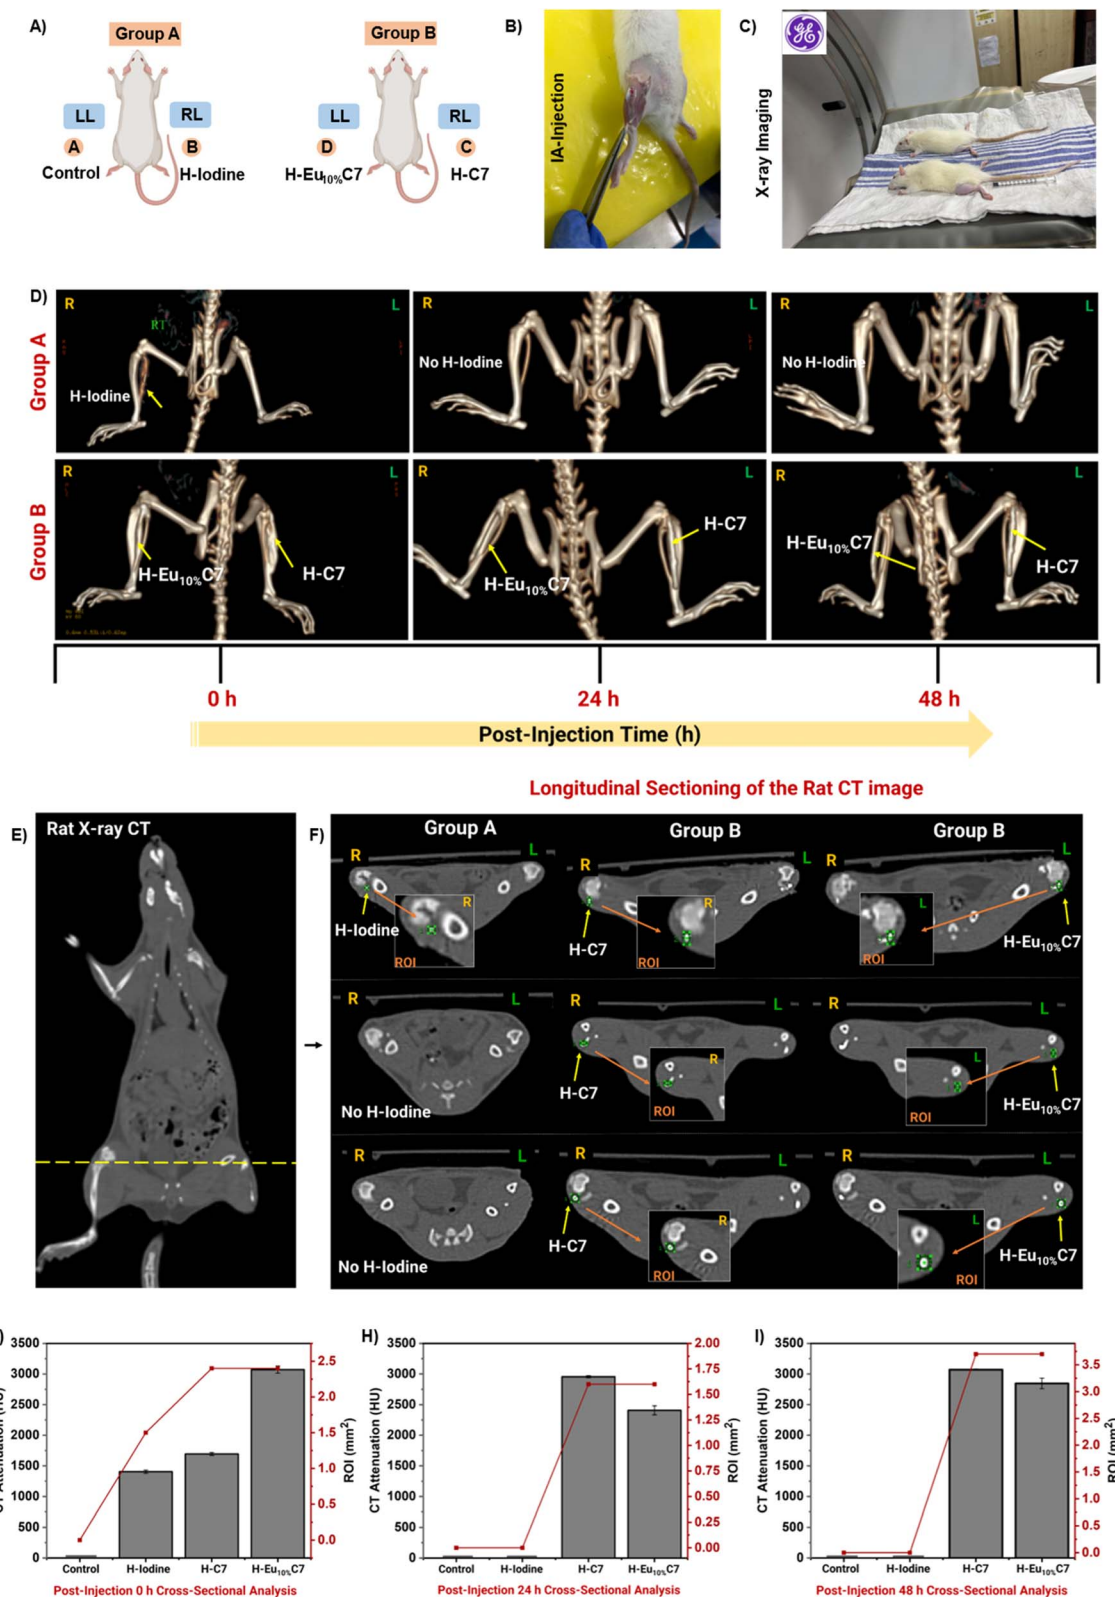 A)
Group A
Group B
LL
RL
LL
RL
A
B
D
C
Control
H-Iodine
H-Eu10%C7
H-C7
B)
IA-Injection
C)
GE
X-ray Imaging
D)
Group A
R
L
RT
H-Iodine
R
L
No H-Iodine
R
L
No H-Iodine
Group B
R
L
H-Eu10%C7
H-C7
R
L
H-C7
H-Eu10%C7
R
L
H-Eu10%C7
H-C7
0 h
24 h
48 h
Post-Injection Time (h)
Longitudinal Sectioning of the Rat CT image
E)
Rat X-ray CT
F)
Group A
Group B
Group B
R
L
H-Iodine
R
ROI
R
L
H-C7
R
ROI
R
L
L
ROI
H-Eu10%C7
R
L
No H-Iodine
R
L
H-C7
R
ROI
R
L
L
ROI
H-Eu10%C7
R
L
No H-Iodine
R
L
H-C7
R
ROI
R
L
L
ROI
H-Eu10%C7
)
CT Attenuation (HU)
3500
3000
2500
2000
1500
1000
500
0
2.5
2.0
1.5
1.0
0.5
0.0
ROI (mm2)
Control
H-Iodine
H-C7
H-Eu10%C7
Post-Injection 0 h Cross-Sectional Analysis
H)
CT Attenuation (HU)
3500
3000
2500
2000
1500
1000
500
0
2.00
1.75
1.50
1.25
1.00
0.75
0.50
0.25
0.00
ROI (mm2)
Control
H-Iodine
H-C7
H-Eu10%C7
Post-Injection 24 h Cross-Sectional Analysis
I)
CT Attenuation (HU)
3500
3000
2500
2000
1500
1000
500
0
3.5
3.0
2.5
2.0
1.5
1.0
0.5
0.0
ROI (mm2)
Control
H-Iodine
H-C7
H-Eu10%C7
Post-Injection 48 h Cross-Sectional Analysis